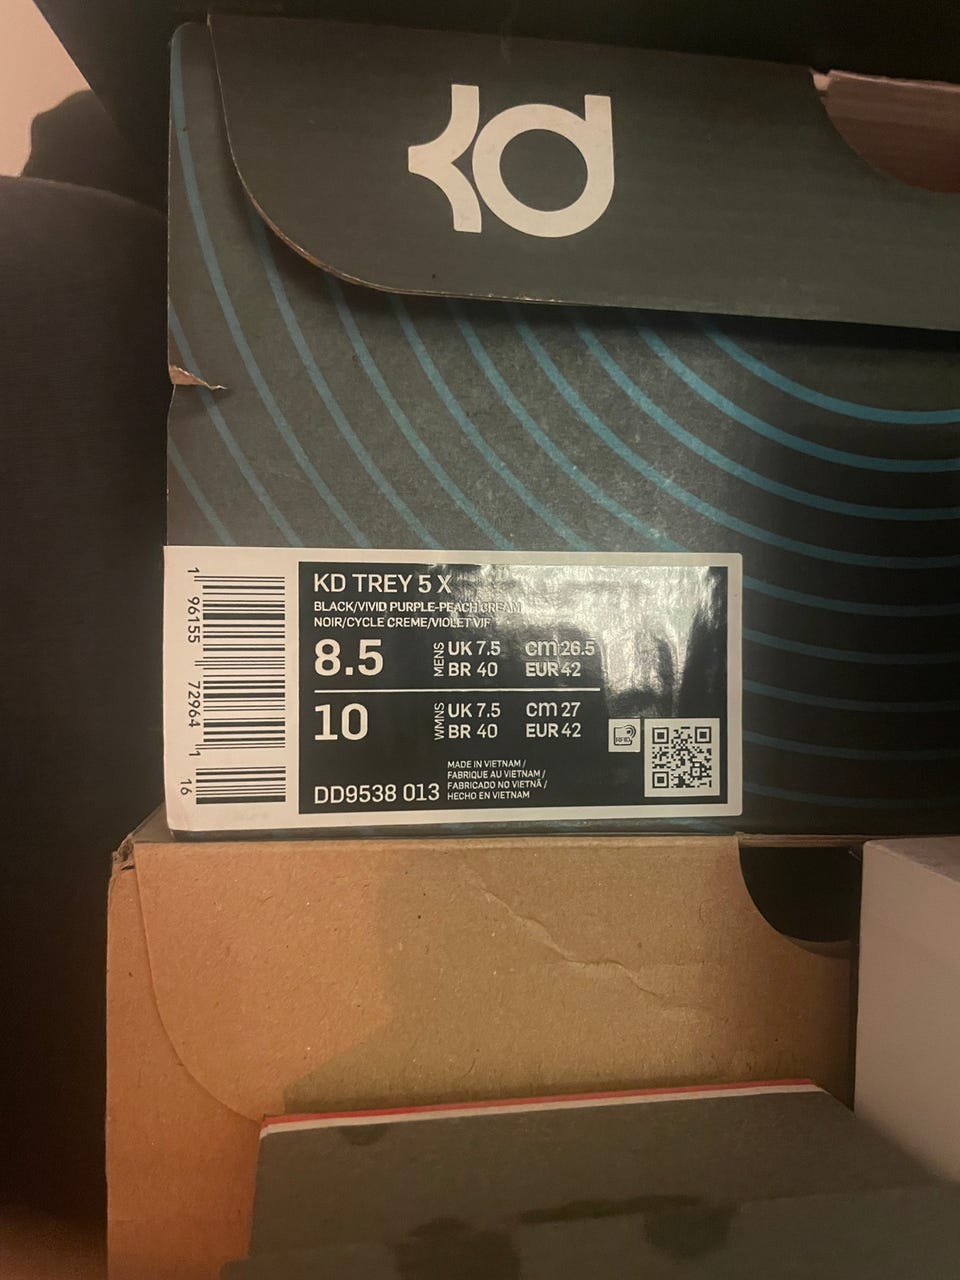 kd
KD TREY 5 X
BLACK/VIVID PURPLE-PEACH CREAM
NOIR/CYCLE CREME/VIOLET VIF
8.5 MENS UK 7.5 cm 26.5
BR 40 EUR 42
10 WMNS UK 7.5 cm 27
BR 40 EUR 42
RFID
MADE IN VIETNAM /
FABRIQUE AU VIETNAM /
FABRICADO NO VIETNÃ /
HECHO EN VIETNAM
DD9538 013
1 96155 72964 1 16